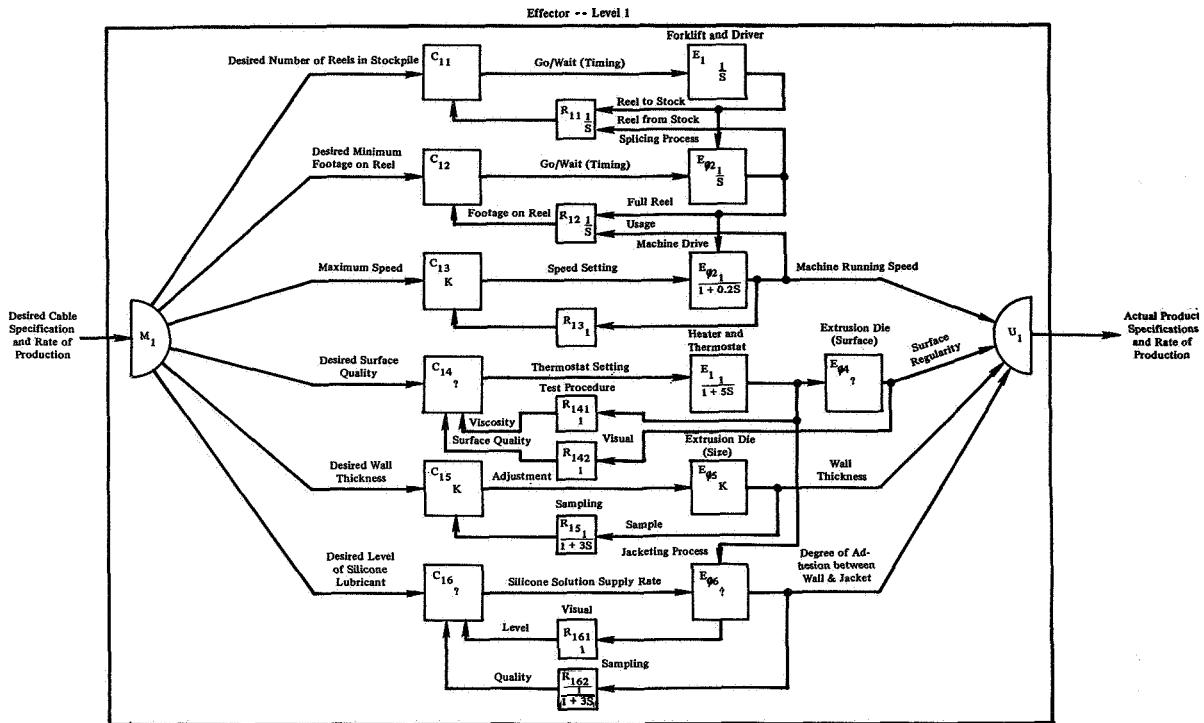 Effector -- Level 1
Forklift and Driver
Desired Number of Reels in Stockpile
C11
Go/Wait (Timing)
E1
1
S
Reel to Stock
R11 1
S
Reel from Stock
Splicing Process
Desired Minimum
Footage on Reel
C12
Go/Wait (Timing)
Eφ2 1
S
Full Reel
Footage on Reel
R12 1
S
Usage
Machine Drive
Maximum Speed
C13
K
Speed Setting
Eφ2 1
1 + 0.2S
Machine Running Speed
R13 1
Desired Cable
Specification
and Rate of
Production
M1
U1
Actual Product
Specifications
and Rate of
Production
Heater and
Thermostat
Extrusion Die
(Surface)
Surface
Regularity
Desired Surface
Quality
C14
?
Thermostat Setting
E1 1
1 + 5S
Eφ4
?
Test Procedure
Viscosity
R141
1
Surface Quality
R142
1
Visual
Extrusion Die
(Size)
Desired Wall
Thickness
C15
K
Adjustment
Eφ5
K
Wall
Thickness
Sampling
R15 1
1 + 3S
Sample
Jacketing Process
Desired Level
of Silicone
Lubricant
C16
?
Silicone Solution Supply Rate
Eφ6
?
Degree of Ad-
hesion between
Wall & Jacket
Visual
Level
R161
1
Sampling
Quality
R162
1
1 + 3S